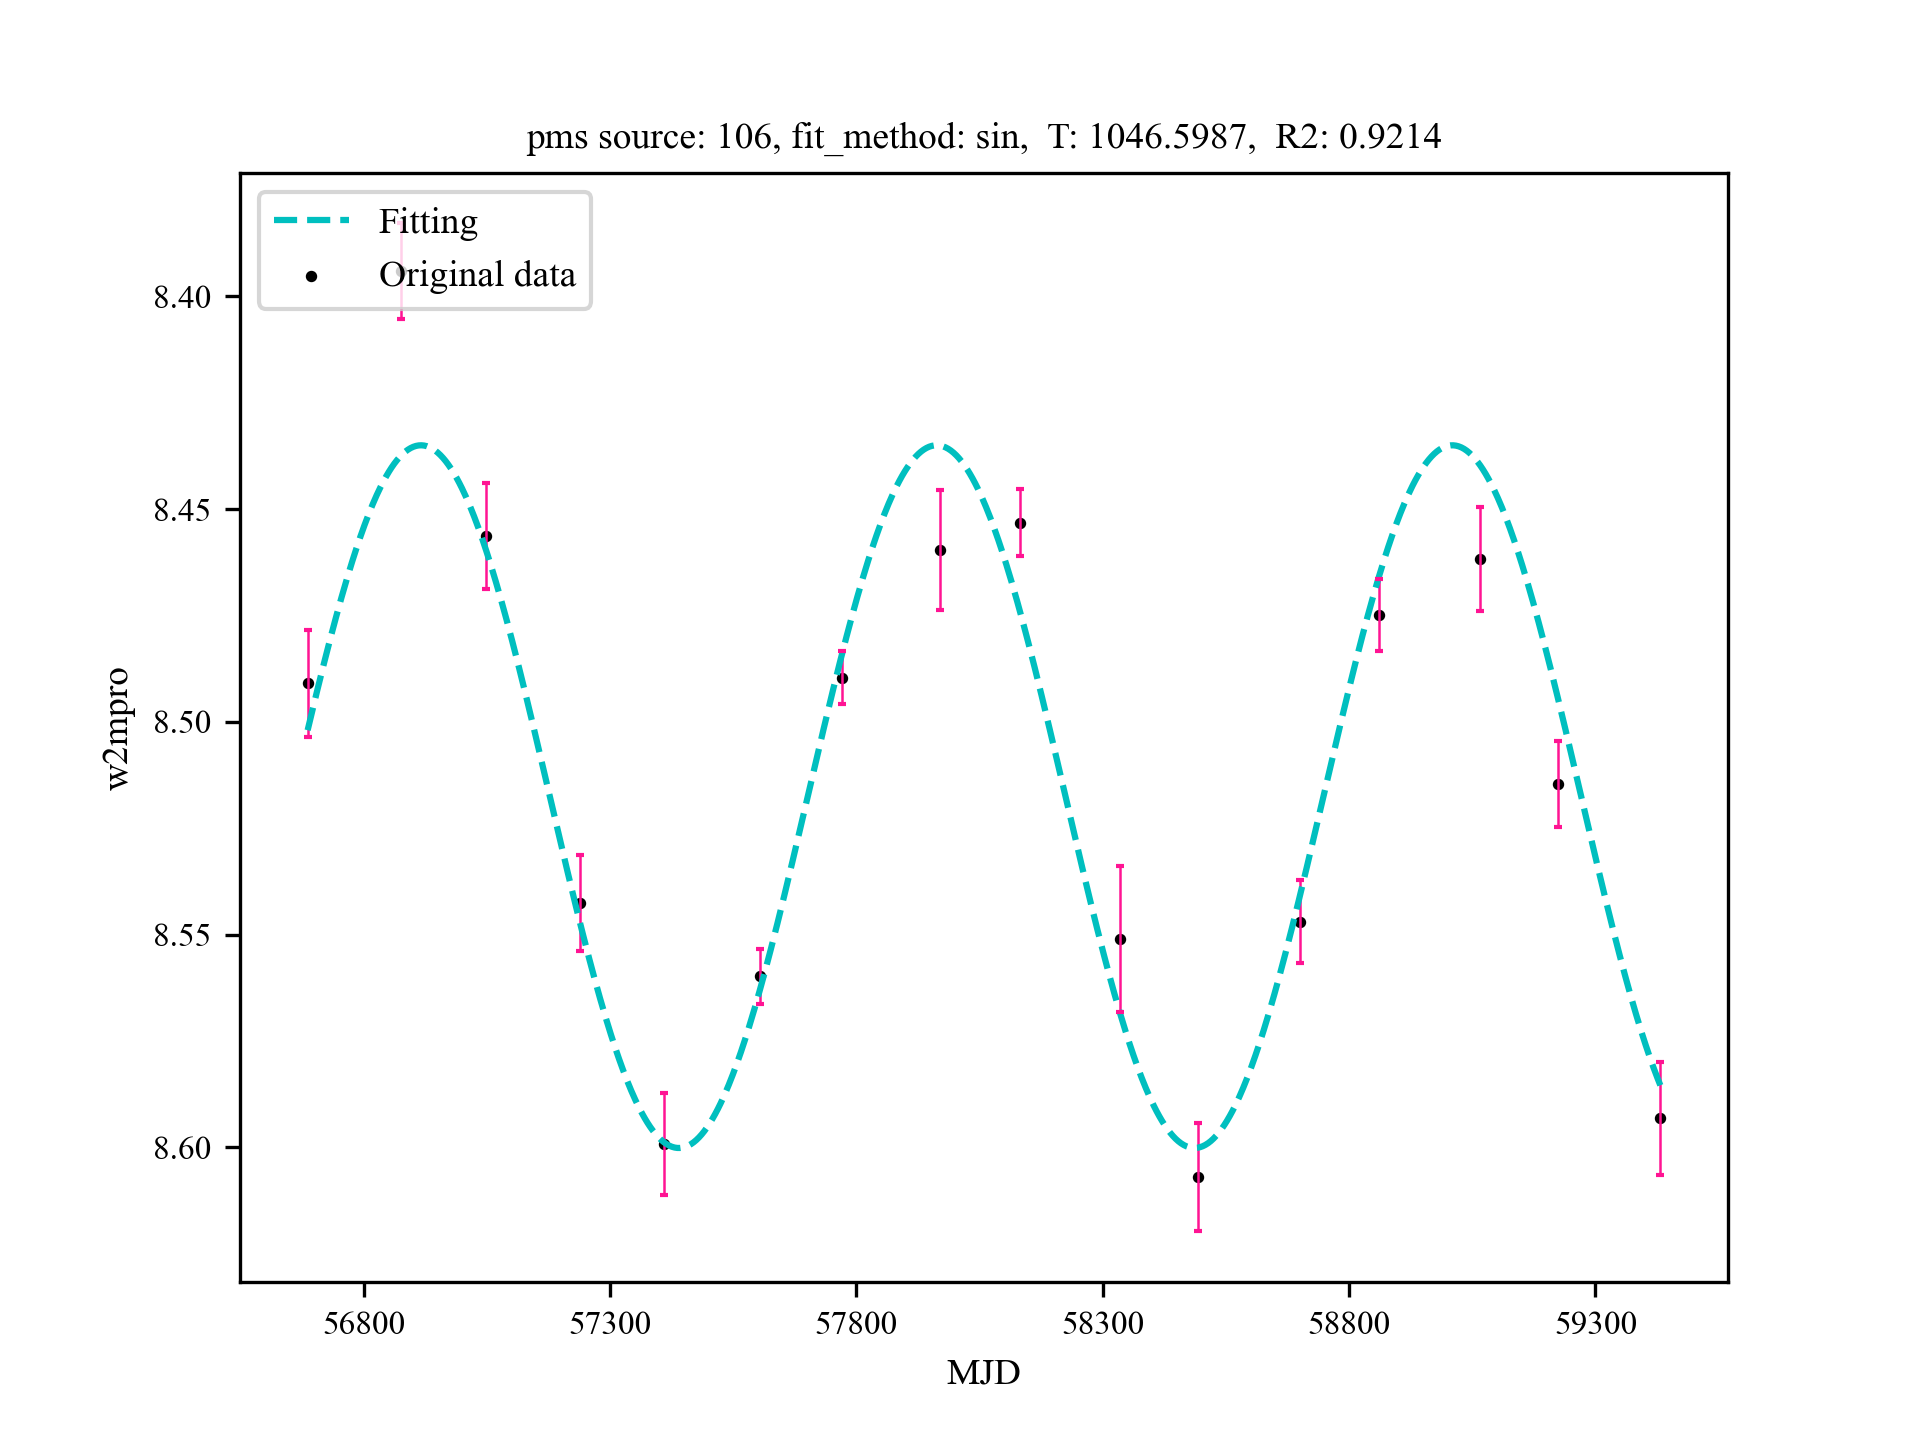 pms source: 106, fit_method: sin,  T: 1046.5987,  R2: 0.9214
Fitting
Original data
8.40
8.45
8.50
8.55
8.60
w2mpro
56800 57300 57800 58300 58800 59300
MJD